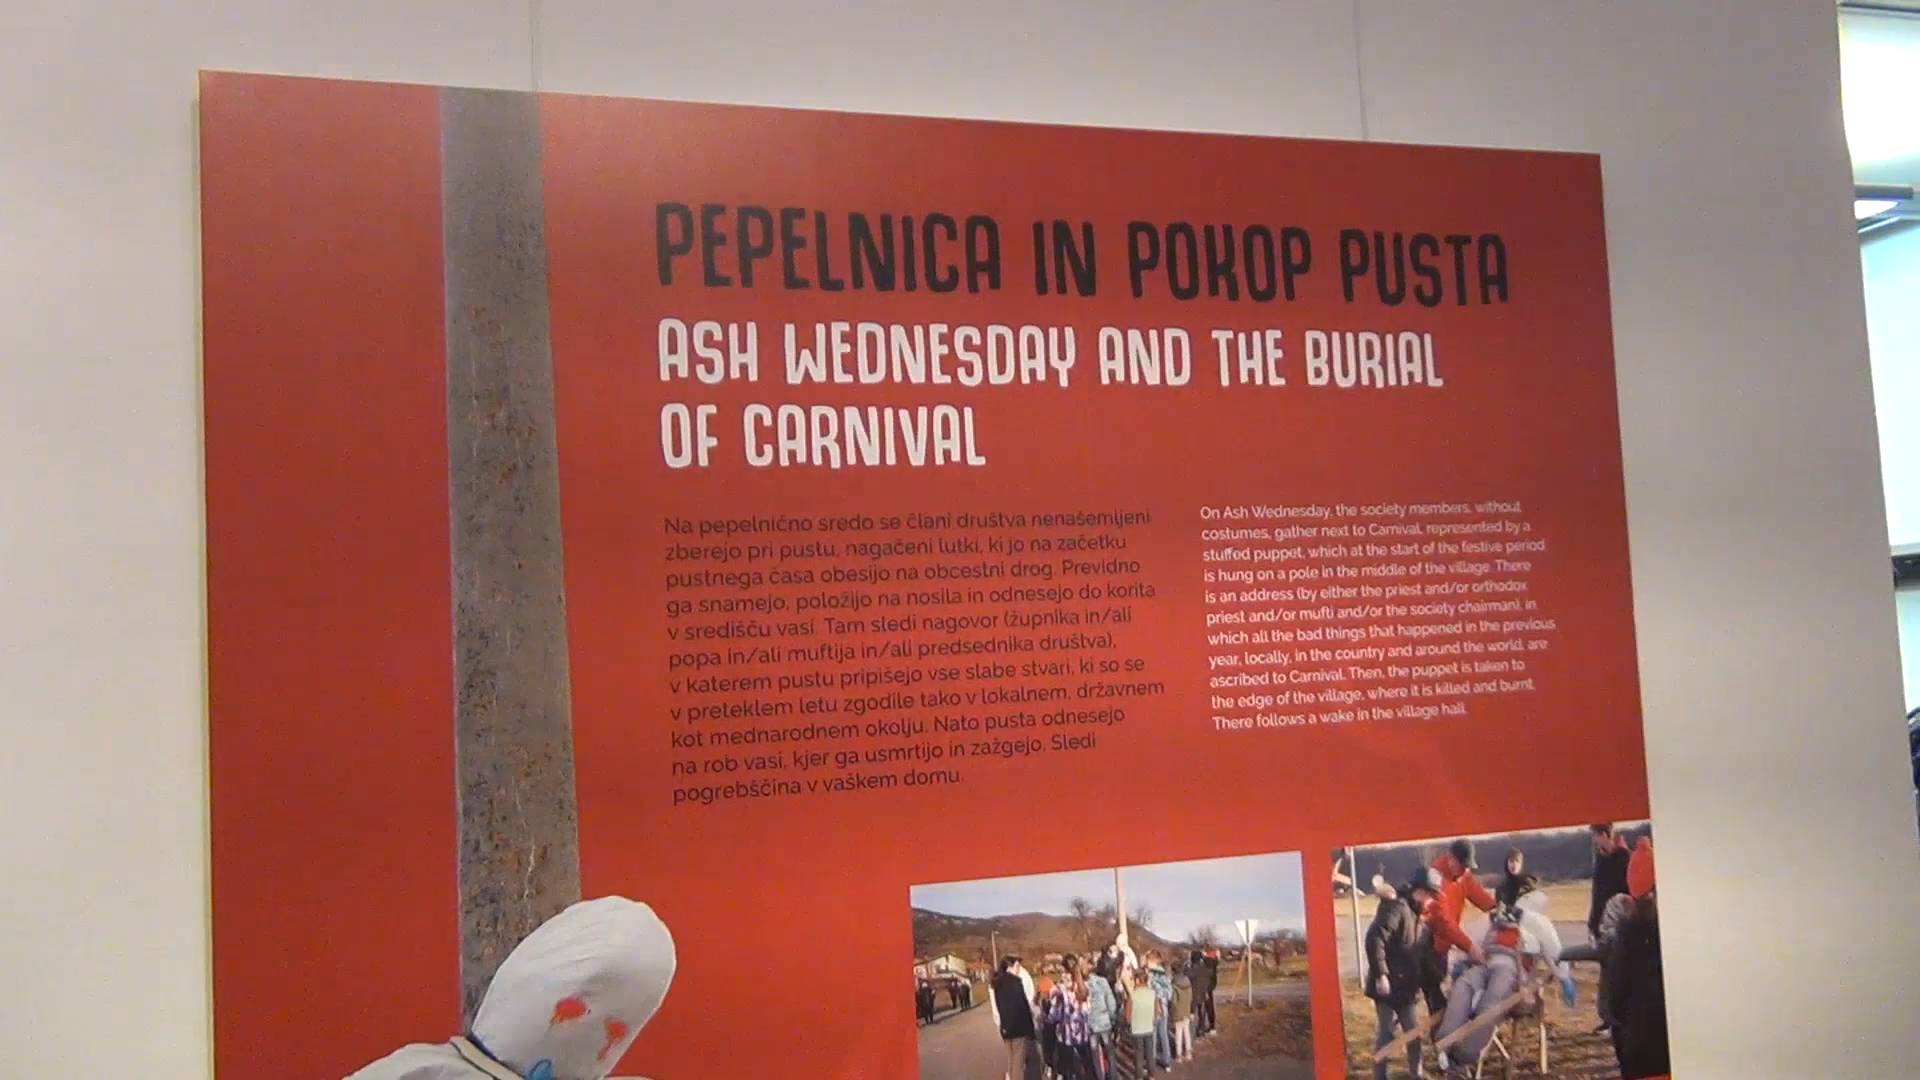 PEPELNICA IN POKOP PUSTA
ASH WEDNESDAY AND THE BURIAL
OF CARNIVAL
Na pepelnično sredo se člani društva nenašemljeni
zberejo pri pustu, nagačeni lutki, ki jo na začetku
pustnega časa obesijo na obcestni drog. Previdno
ga snamejo, položijo na nosila in odnesejo do korita
v središču vasi. Tam sledi nagovor (župnika in/ali
popa in/ali muftija in/ali predsednika društva),
v katerem pustu pripišejo vse slabe stvari, ki so se
v preteklem letu zgodile tako v lokalnem, državnem
kot mednarodnem okolju. Nato pusta odnesejo
na rob vasi, kjer ga usmrtijo in zažgejo. Sledi
pogrebščina v vaškem domu.
On Ash Wednesday, the society members, without
costumes, gather next to Carnival, represented by a
stuffed puppet, which at the start of the festive period
is hung on a pole in the middle of the village. There
is an address (by either the priest and/or orthodox
priest and/or mufti and/or the society chairman), in
which all the bad things that happened in the previous
year, locally, in the country and around the world, are
ascribed to Carnival. Then, the puppet is taken to
the edge of the village, where it is killed and burnt.
There follows a wake in the village hall.